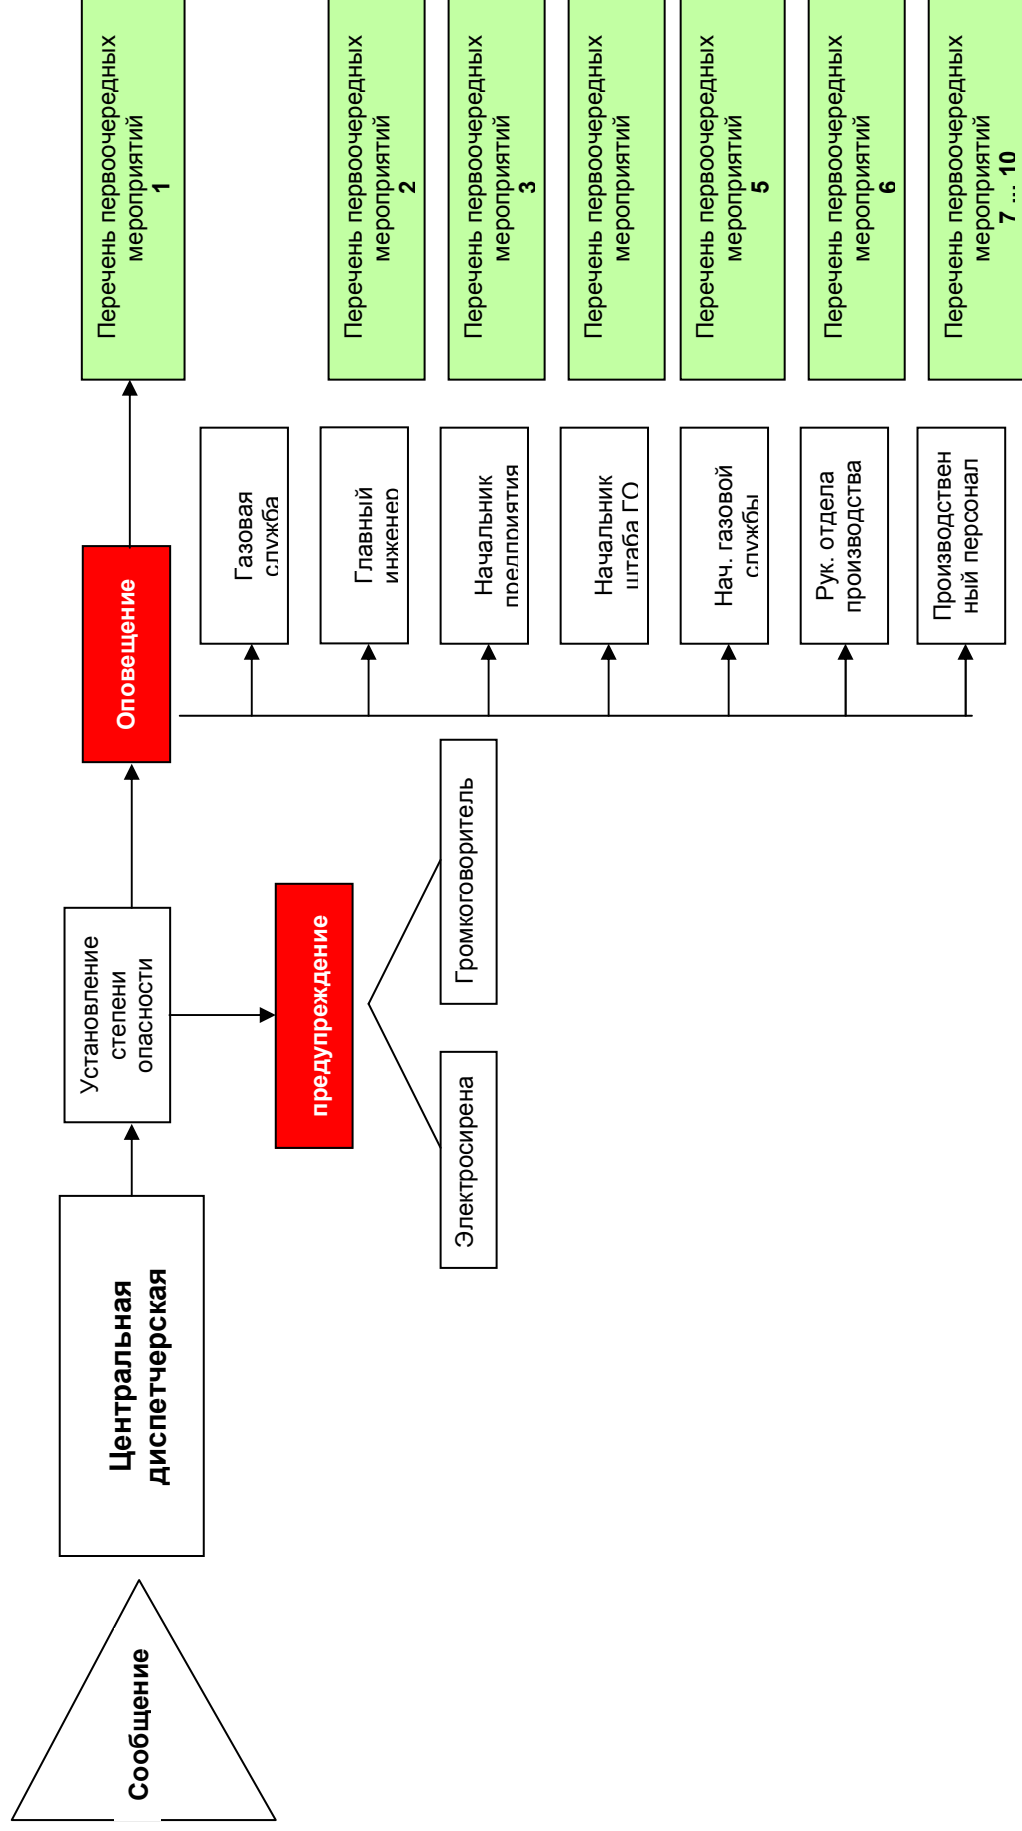 Сообщение
Центральная
диспетчерская
Установление
степени
опасности
Оповещение
Перечень первоочередных
мероприятий
1
предупреждение
Электросирена
Громкоговоритель
Газовая
служба
Главный
инженер
Перечень первоочередных
мероприятий
2
Начальник
предприятия
Перечень первоочередных
мероприятий
3
Начальник
штаба ГО
Перечень первоочередных
мероприятий
Нач. газовой
службы
Перечень первоочередных
мероприятий
5
Рук. отдела
производства
Перечень первоочередных
мероприятий
6
Производствен
ный персонал
Перечень первоочередных
мероприятий
7 ... 10